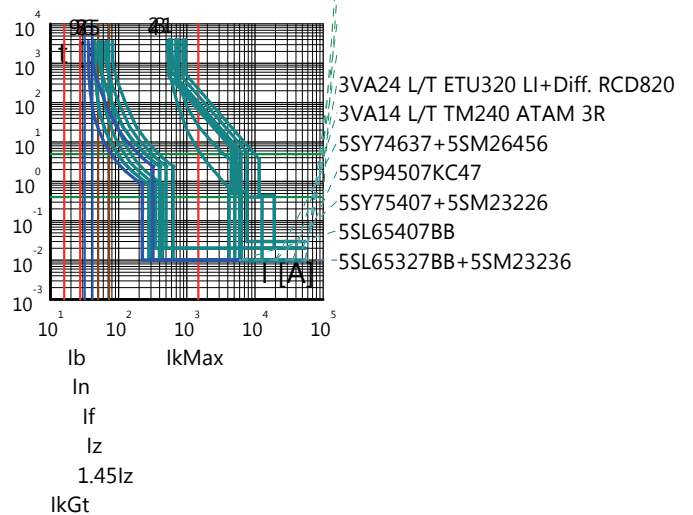 10 4
10 3
10 2
10 1
10 0
10 -1
10 -2
10 -3
t
I [A]
3VA24 L/T ETU320 LI+Diff. RCD820
3VA14 L/T TM240 ATAM 3R
5SY74637+5SM26456
5SP94507KC47
5SY75407+5SM23226
5SL65407BB
5SL65327BB+5SM23236
10 1 10 2 10 3 10 4 10 5
Ib IkMax
In
If
Iz
1.45Iz
IkGt